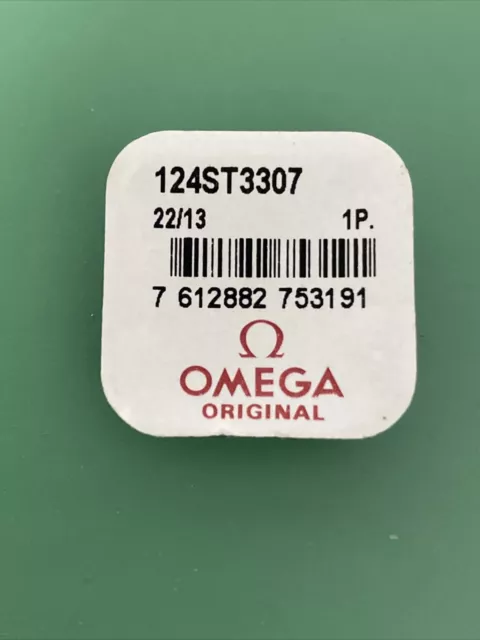 124ST3307
22/13 1P.
7 612882 753191
Ω
OMEGA
ORIGINAL